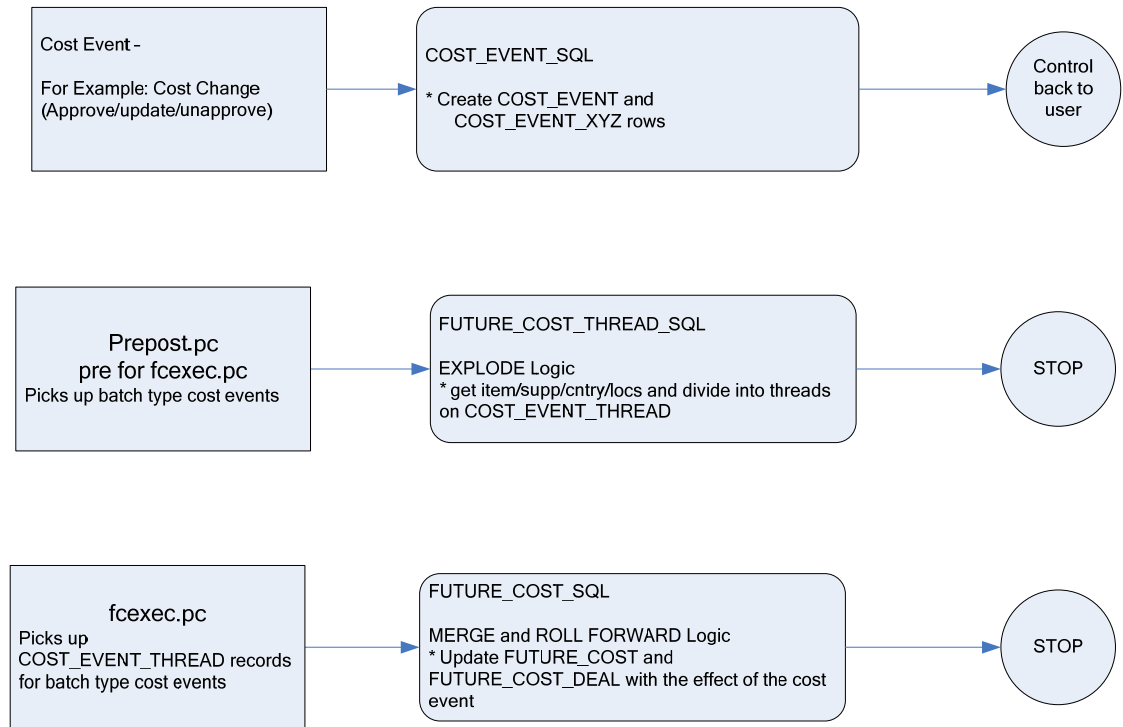 Cost Event -
For Example: Cost Change
(Approve/update/unapprove)
COST_EVENT_SQL
* Create COST_EVENT and
COST_EVENT_XYZ rows
Control
back to
user
Prepost.pc
pre for fcexec.pc
Picks up batch type cost events
FUTURE_COST_THREAD_SQL
EXPLODE Logic
* get item/supp/cntry/locs and divide into threads
on COST_EVENT_THREAD
STOP
fcexec.pc
Picks up
COST_EVENT_THREAD records
for batch type cost events
FUTURE_COST_SQL
MERGE and ROLL FORWARD Logic
* Update FUTURE_COST and
FUTURE_COST_DEAL with the effect of the cost
event
STOP